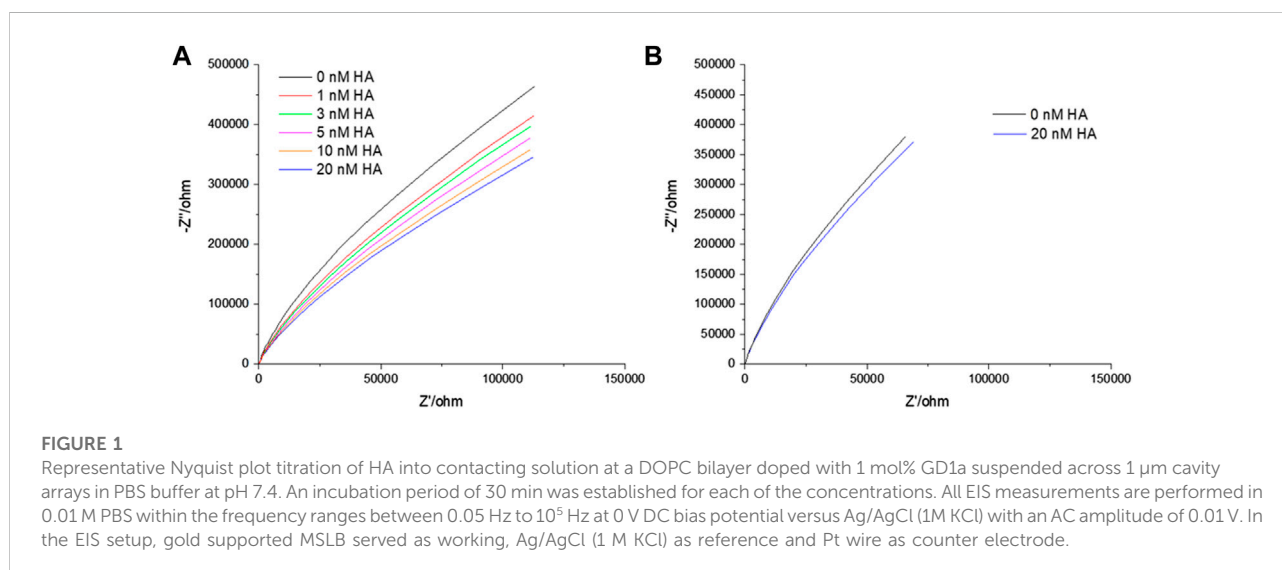 A
0 nM HA
1 nM HA
3 nM HA
5 nM HA
10 nM HA
20 nM HA
500000
400000
300000
200000
100000
0
-Z"/ohm
0
50000
100000
150000
Z'/ohm
B
0 nM HA
20 nM HA
500000
450000
400000
350000
300000
250000
200000
150000
100000
50000
0
-Z"/ohm
0
50000
100000
150000
Z'/ohm
FIGURE 1
Representative Nyquist plot titration of HA into contacting solution at a DOPC bilayer doped with 1 mol% GD1a suspended across 1 µm cavity
arrays in PBS buffer at pH 7.4. An incubation period of 30 min was established for each of the concentrations. All EIS measurements are performed in
0.01 M PBS within the frequency ranges between 0.05 Hz to 10⁵ Hz at 0 V DC bias potential versus Ag/AgCl (1M KCl) with an AC amplitude of 0.01 V. In
the EIS setup, gold supported MSLB served as working, Ag/AgCl (1 M KCl) as reference and Pt wire as counter electrode.